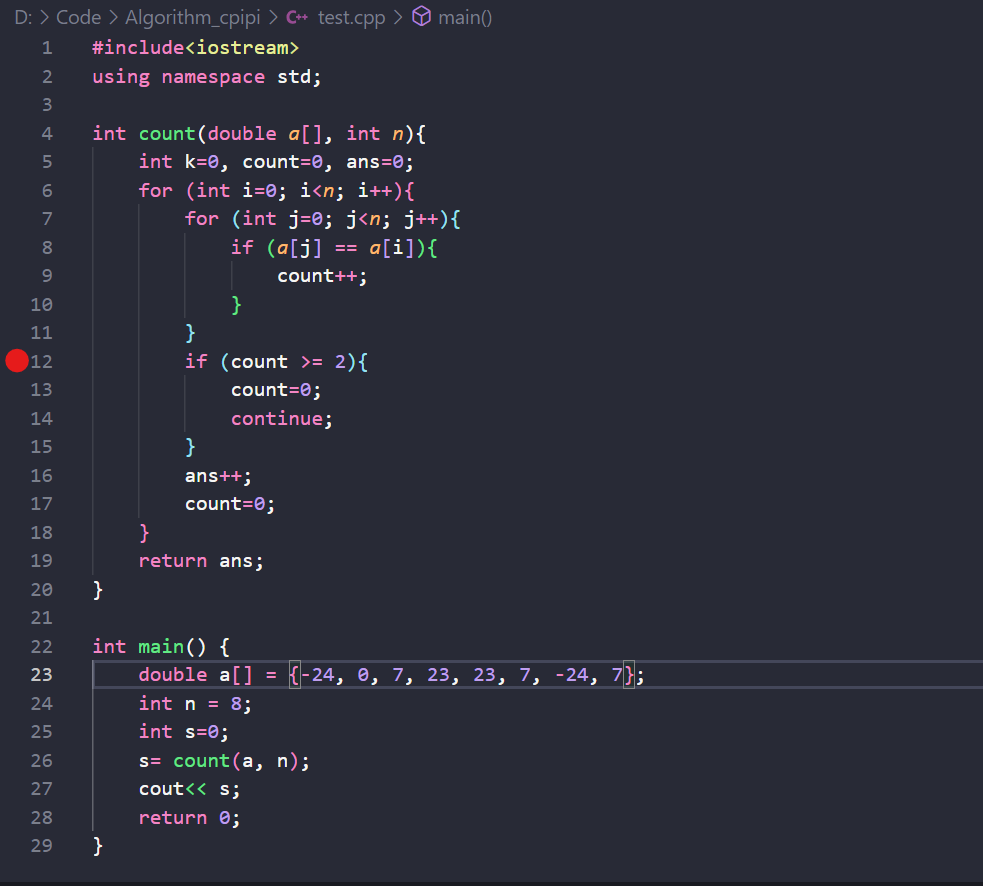 D: > Code > Algorithm_cpipi > C++ test.cpp > main()
1 #include<iostream>
2 using namespace std;
3
4 int count(double a[], int n){
5     int k=0, count=0, ans=0;
6     for (int i=0; i<n; i++){
7         for (int j=0; j<n; j++){
8             if (a[j] == a[i]){
9                 count++;
10             }
11         }
12         if (count >= 2){
13             count=0;
14             continue;
15         }
16         ans++;
17         count=0;
18     }
19     return ans;
20 }
21
22 int main() {
23     double a[] = {-24, 0, 7, 23, 23, 7, -24, 7};
24     int n = 8;
25     int s=0;
26     s= count(a, n);
27     cout<< s;
28     return 0;
29 }